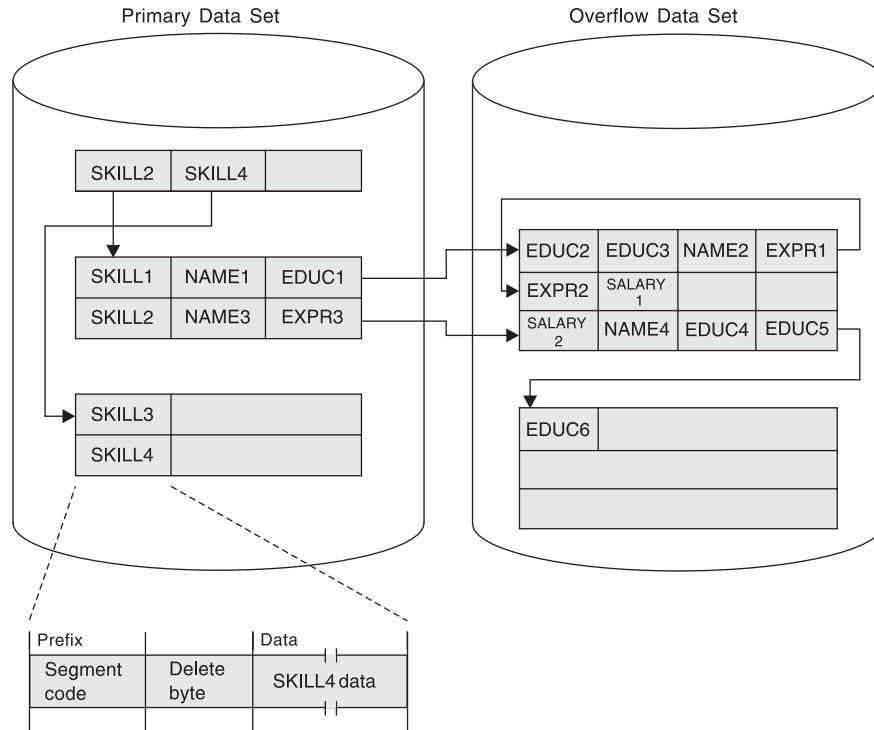 Primary Data Set
Overflow Data Set
SKILL2 SKILL4
SKILL1 NAME1 EDUC1
SKILL2 NAME3 EXPR3
SKILL3
SKILL4
EDUC2 EDUC3 NAME2 EXPR1
EXPR2 SALARY
1
SALARY
2
NAME4 EDUC4 EDUC5
EDUC6
Prefix
Data
Segment
code
Delete
byte
SKILL4 data